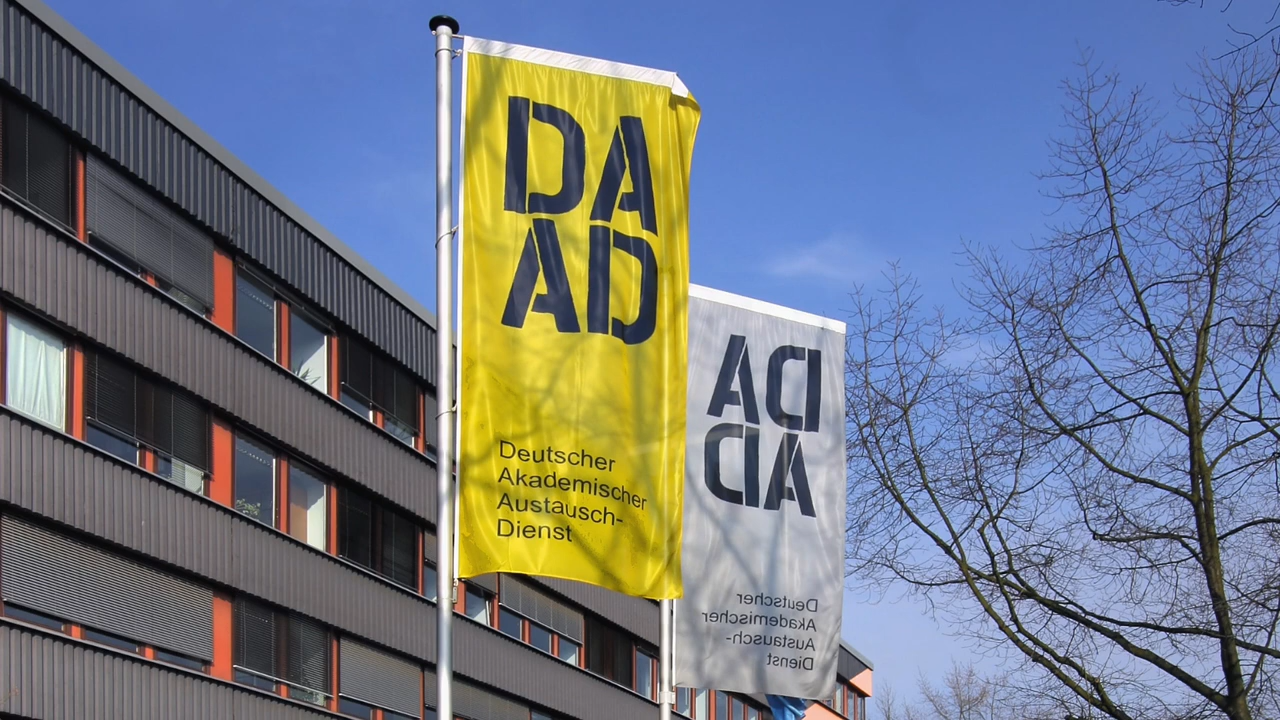 DA
AD
Deutscher
Akademischer
Austausch-
Dienst
DA
AD
Deutscher
Akademischer
Austausch-
Dienst